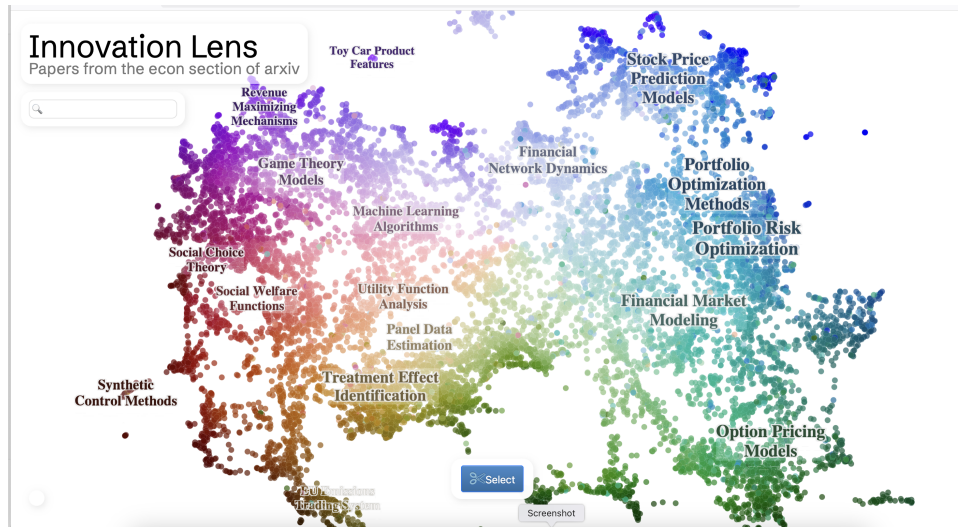 Innovation Lens
Papers from the econ section of arxiv
Toy Car Product
Features
Stock Price
Prediction
Models
Revenue
Maximizing
Mechanisms
Game Theory
Models
Financial
Network Dynamics
Portfolio
Optimization
Methods
Machine Learning
Algorithms
Portfolio Risk
Optimization
Social Choice
Theory
Social Welfare
Functions
Utility Function
Analysis
Financial Market
Modeling
Panel Data
Estimation
Treatment Effect
Identification
Synthetic
Control Methods
Option Pricing
Models
EU Emissions
Trading System
Select
Screenshot